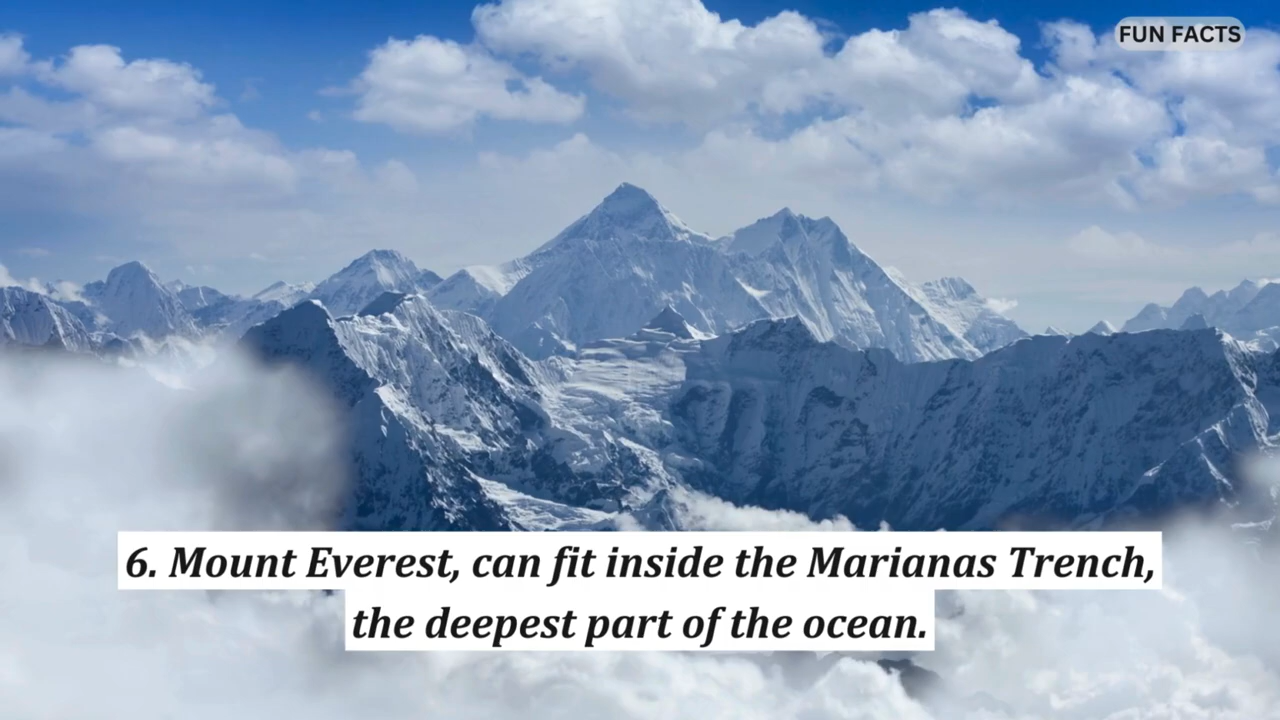 FUN FACTS
6. Mount Everest, can fit inside the Marianas Trench,
the deepest part of the ocean.